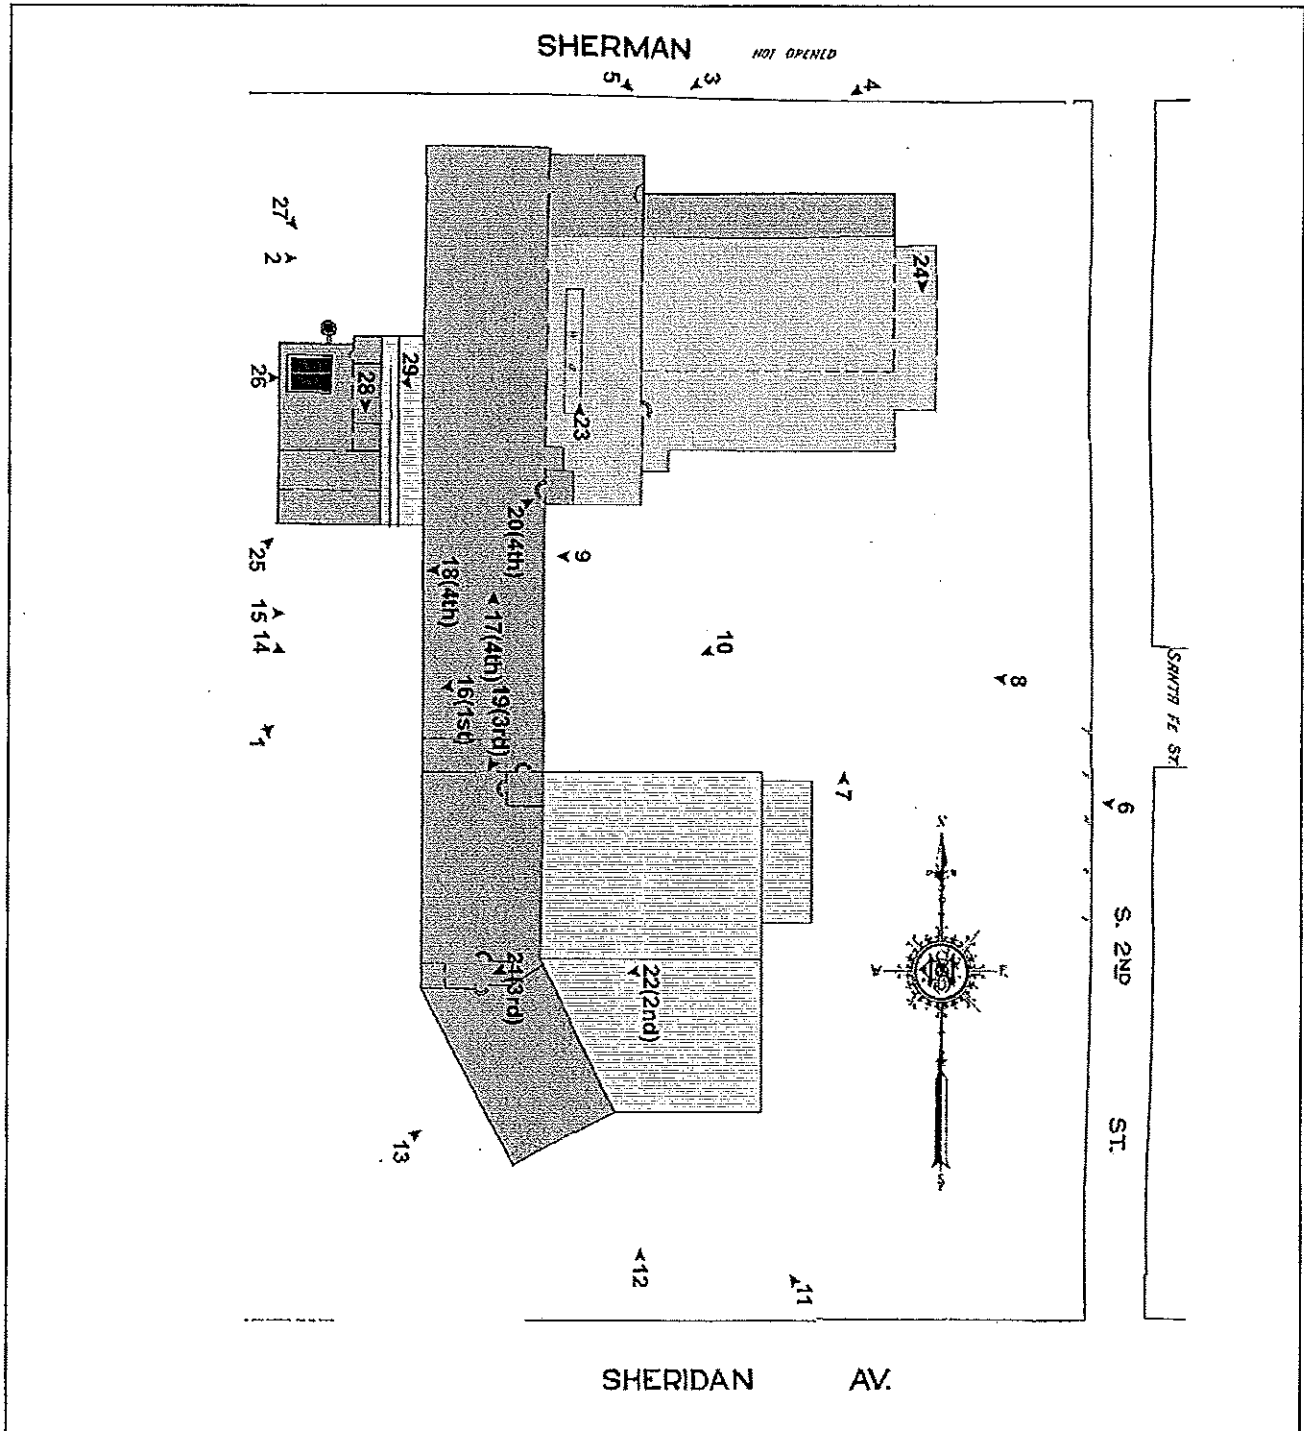 SHERMAN NOT OPENED
5
3
4
27
2
24
29
28
26
23
20(4th)
9
18(4th)
25
17(4th)
15
14
10
8
SANTA FE ST.
16(1st)
19(3rd)
1
7
6
S. 2ND ST.
21(3rd)
22(2nd)
13
12
11
SHERIDAN AV.